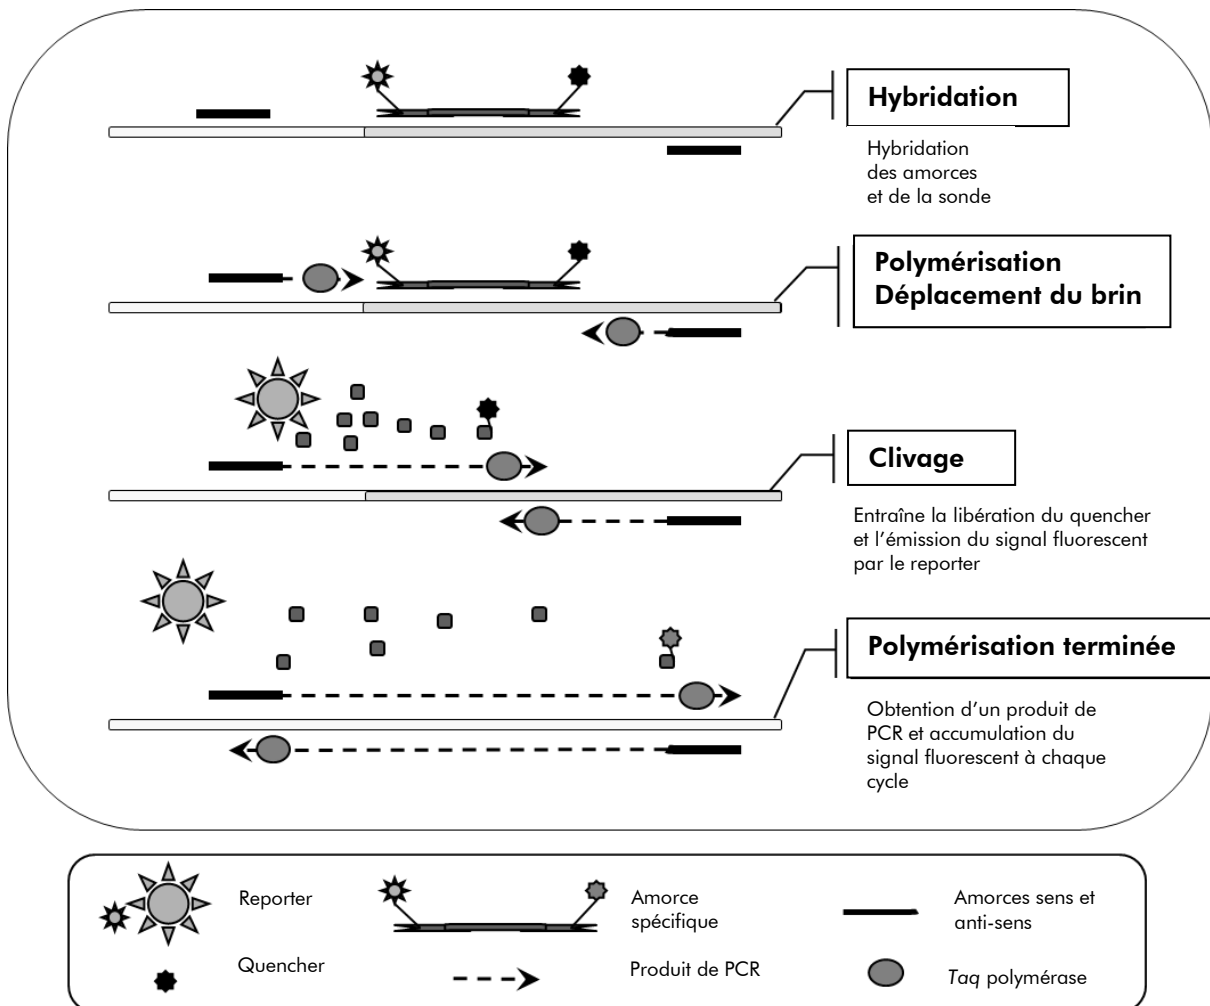 Hybridation
Hybridation
des amorces
et de la sonde
Polymérisation
Déplacement du brin
Clivage
Entraîne la libération du quencher
et l'émission du signal fluorescent
par le reporter
Polymérisation terminée
Obtention d'un produit de
PCR et accumulation du
signal fluorescent à chaque
cycle
Reporter
Amorce
spécifique
Amorces sens et
anti-sens
Quencher
Produit de PCR
Taq polymérase